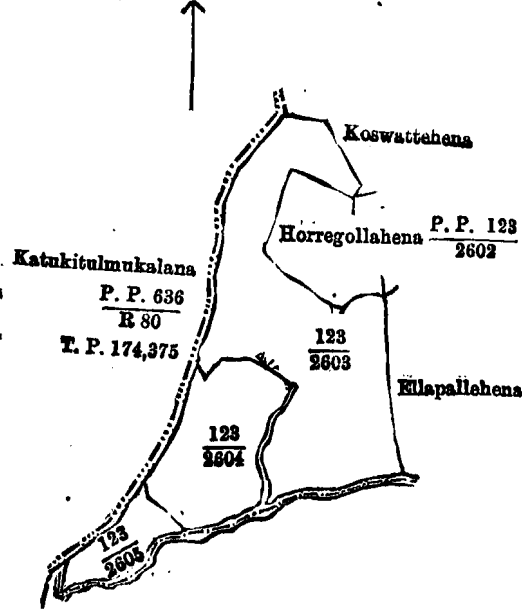 Koswattehena
Horregollahena P. P. 123
2602
Katukitulmukalana
P. P. 636
R 80
T. P. 174,375
123
2603
Ellapallehena
123
2604
123
2605